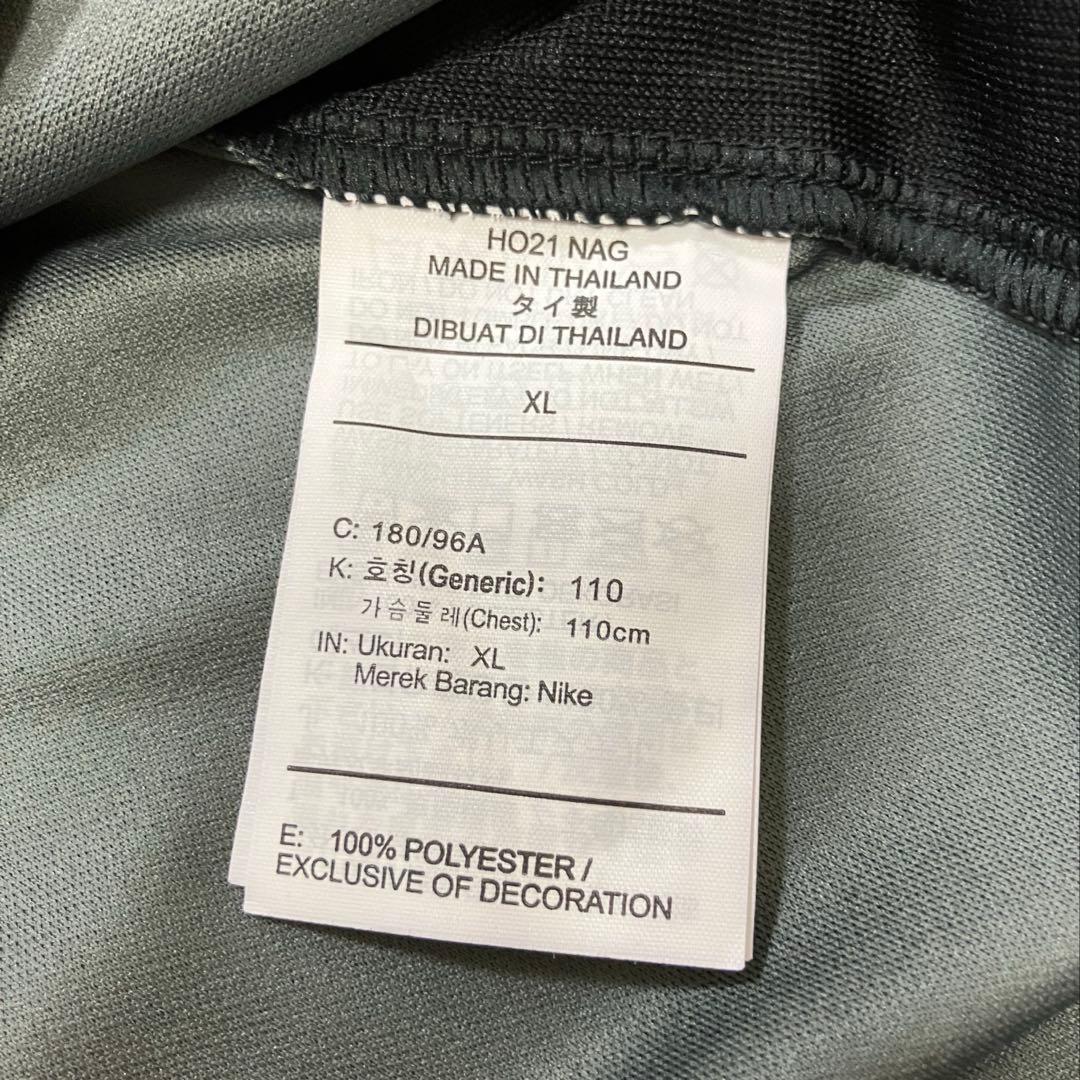 HO21 NAG
MADE IN THAILAND
タイ製
DIBUAT DI THAILAND
XL
C: 180/96A
K: 호칭(Generic): 110
가슴둘레(Chest): 110cm
IN: Ukuran: XL
Merek Barang: Nike
E: 100% POLYESTER /
EXCLUSIVE OF DECORATION